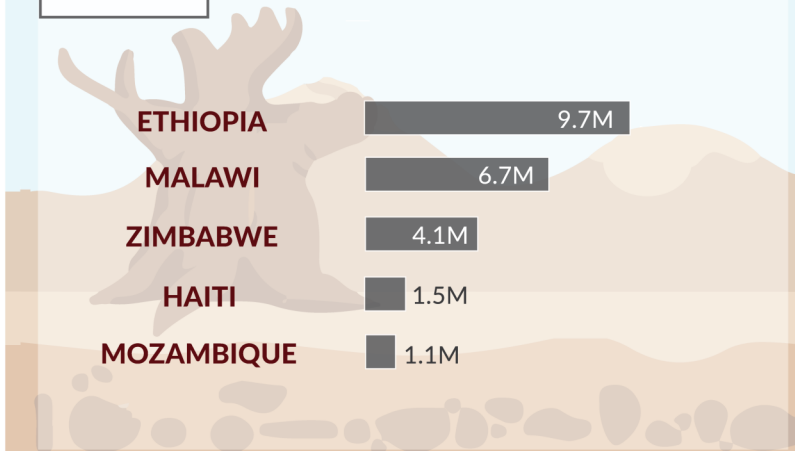 ETHIOPIA 9.7M
MALAWI 6.7M
ZIMBABWE 4.1M
HAITI 1.5M
MOZAMBIQUE 1.1M